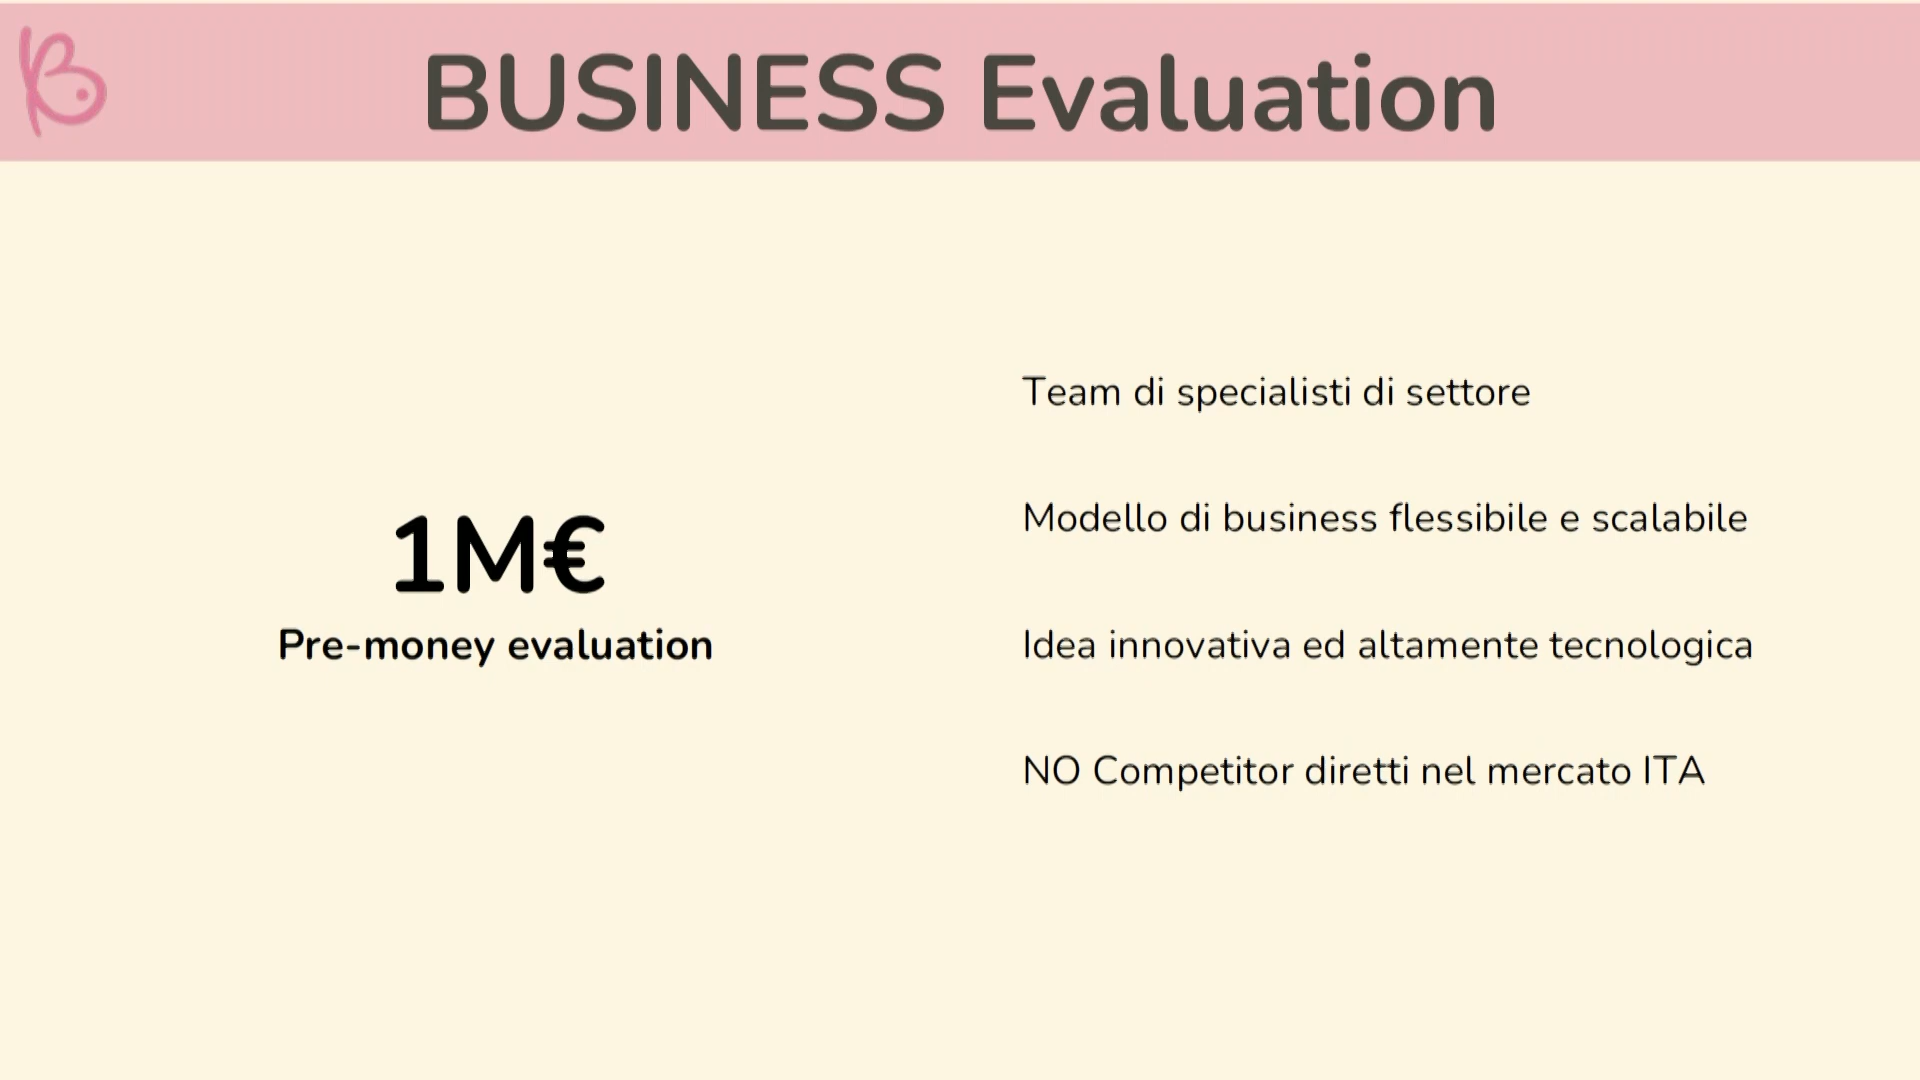 BUSINESS Evaluation
1M€
Pre-money evaluation
Team di specialisti di settore
Modello di business flessibile e scalabile
Idea innovativa ed altamente tecnologica
NO Competitor diretti nel mercato ITA